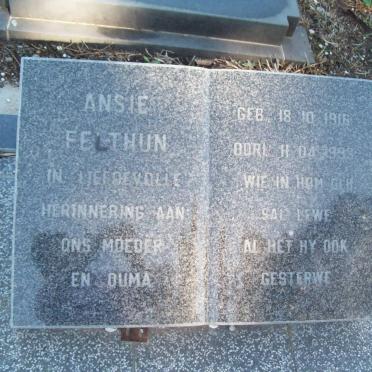 ANSIE
FELTHUN
IN LIEFDEVOLLE
HERINNERING AAN
ONS MOEDER
EN OUMA
GEB. 18 10 1916
OORL. 11 04
WIE IN HOM GLO
SAL LEWE
AL HET HY OOK
GESTERWE